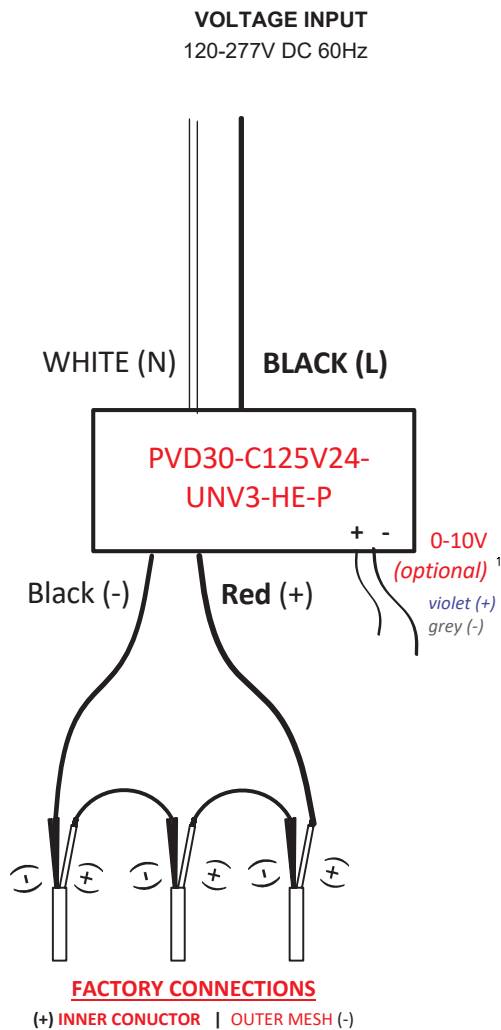 VOLTAGE INPUT
120-277V DC 60Hz
WHITE (N)
BLACK (L)
PVD30-C125V24-
UNV3-HE-P
+ -
0-10V
(optional) 1
violet (+)
grey (-)
Black (-)
Red (+)
(-) (+) (-) (+) (-) (+)
FACTORY CONNECTIONS
(+) INNER CONUCTOR | OUTER MESH (-)